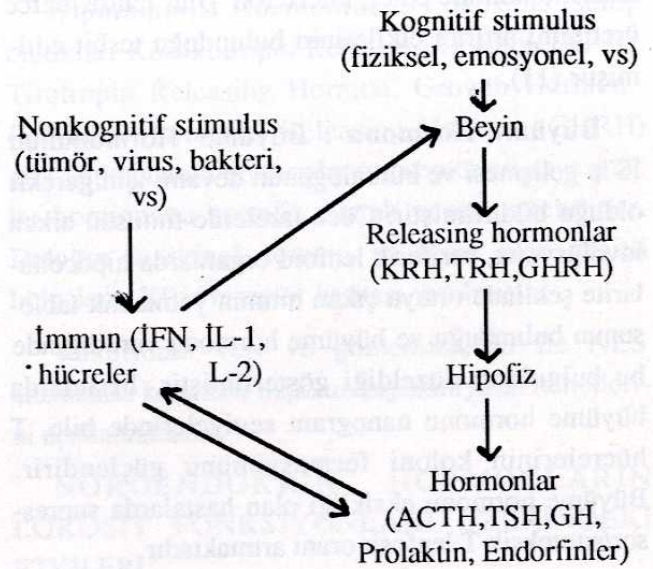 Kognitif stimulus
(fiziksel, emosyonel, vs)
Nonkognitif stimulus
(tümör, virus, bakteri,
vs)
Beyin
Releasing hormonlar
(KRH,TRH,GHRH)
Immun (İFN, İL-1,
hücreler İL-2)
Hipofiz
Hormonlar
(ACTH,TSH,GH,
Prolaktin, Endorfinler)